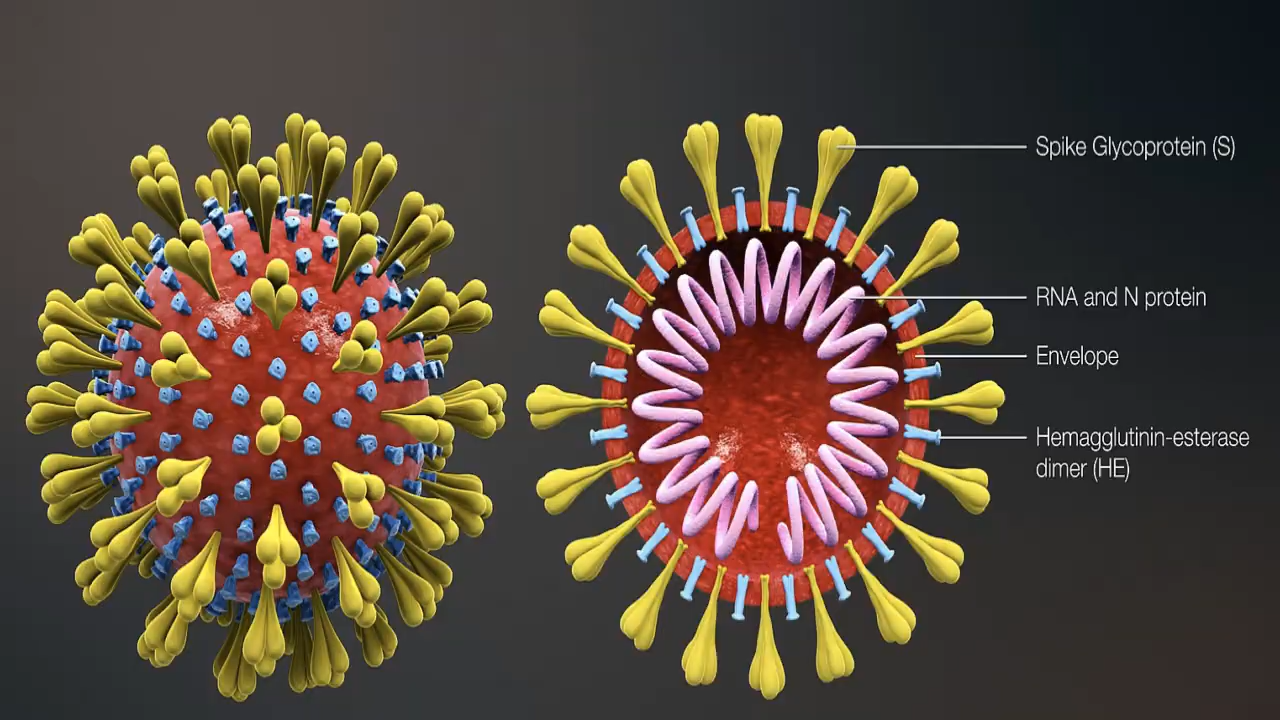 Spike Glycoprotein (S)
RNA and N protein
Envelope
Hemagglutinin-esterase
dimer (HE)